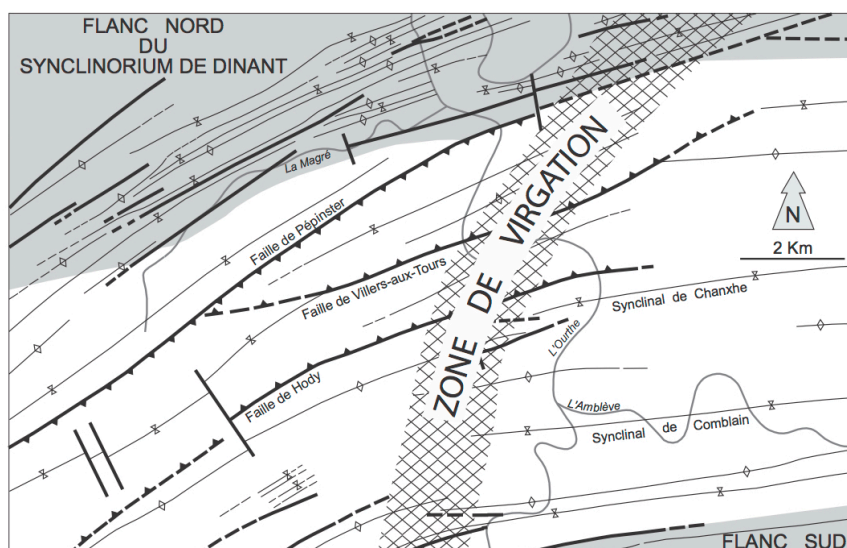 FLANC NORD
DU
SYNCLINORIUM DE DINANT
La Magré
Faille de Pépinster
ZONE DE VIRGATION
N
2 Km
Faille de Villers-aux-Tours
Synclinal de Chanxhe
L'Ourthe
Faille de Hody
L'Amblève
Synclinal de Comblain
FLANC SUD